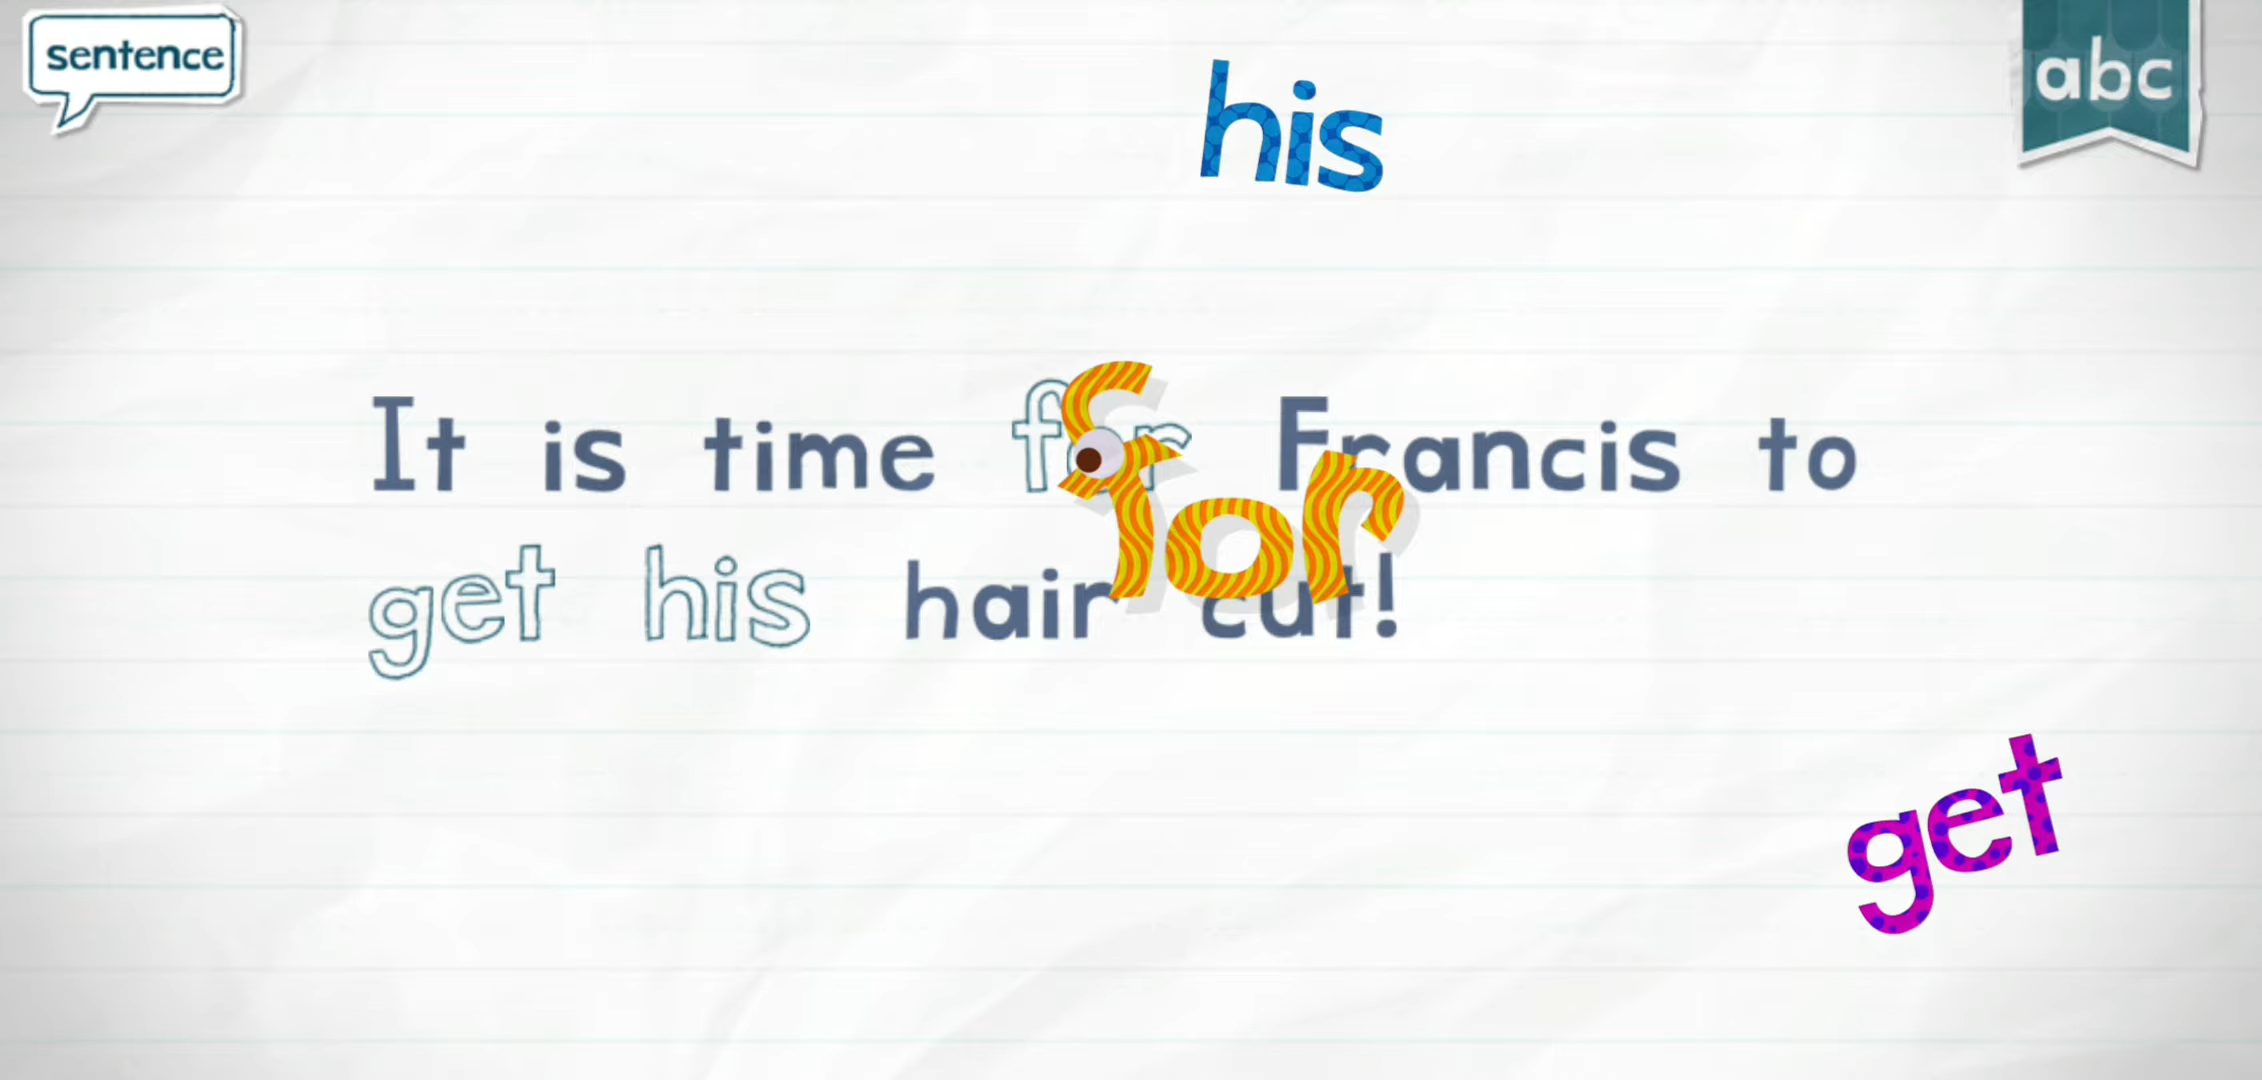 sentence
abc
his
It is time for Francis to
for
get his hair cut!
get